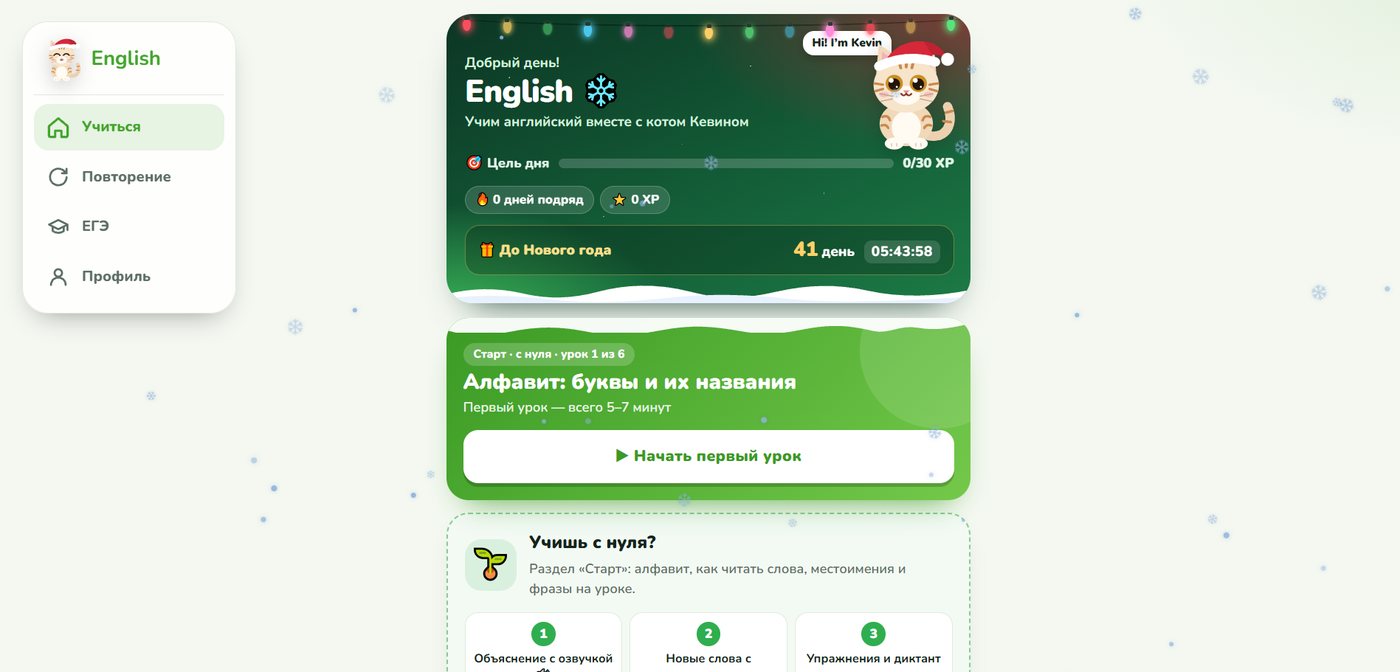 English
Учиться
Повторение
ЕГЭ
Профиль
Hi! I'm Kevin
Добрый день!
English
Учим английский вместе с котом Кевином
Цель дня 0/30 XP
0 дней подряд 0 XP
До Нового года 41 день 05:43:58
Старт · с нуля · урок 1 из 6
Алфавит: буквы и их названия
Первый урок — всего 5–7 минут
Начать первый урок
Учишь с нуля?
Раздел «Старт»: алфавит, как читать слова, местоимения и
фразы на уроке.
1 2 3
Объяснение с озвучкой Новые слова с Упражнения и диктант